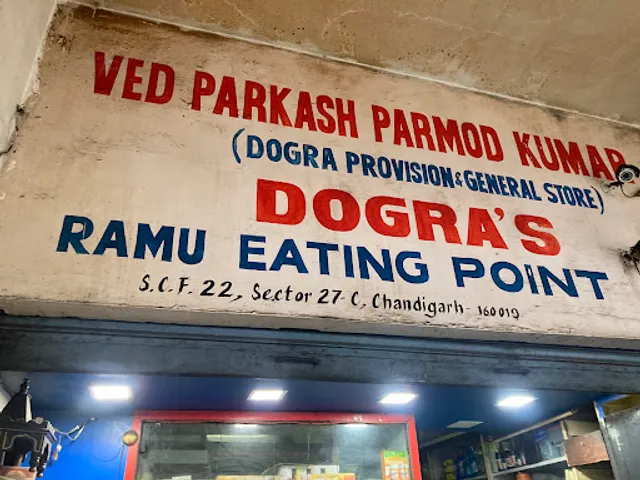 VED PARKASH PARMOD KUMAR
(DOGRA PROVISION & GENERAL STORE)
DOGRA'S
RAMU EATING POINT
S.C.F. 22, Sector 27-C, Chandigarh - 160019